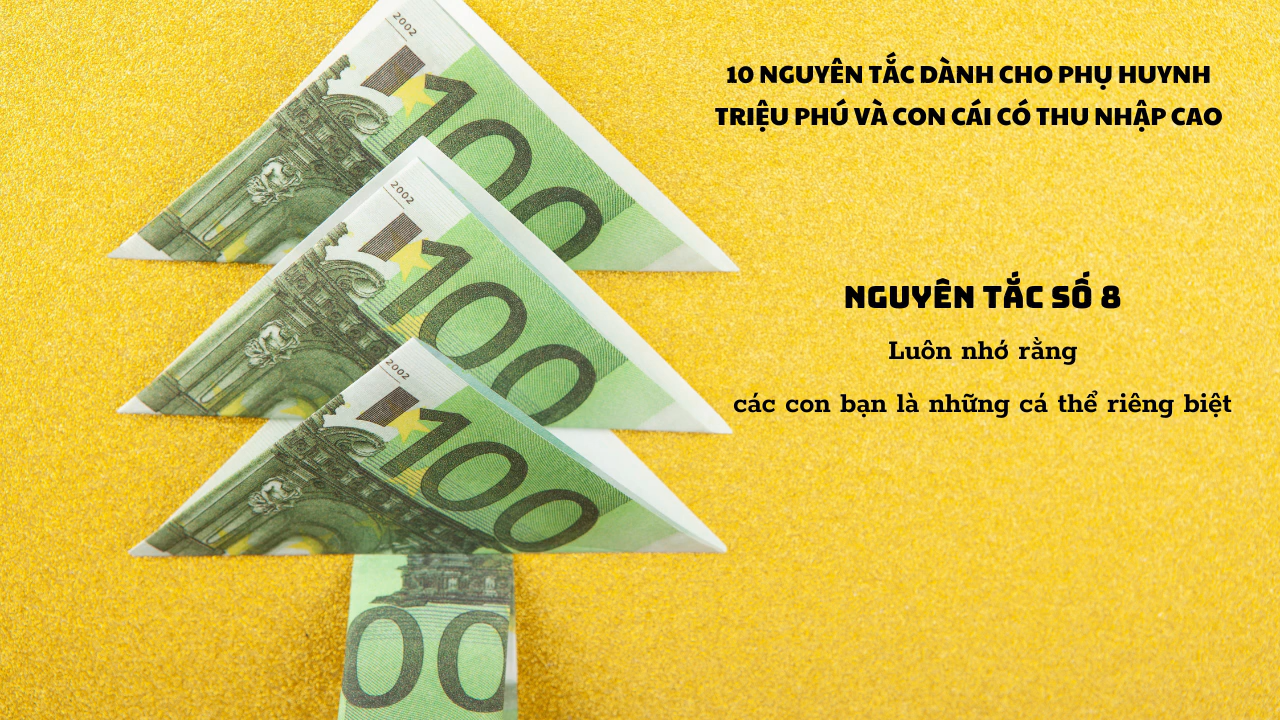 2002
100
2002
100
2002
100
00
10 NGUYÊN TẮC DÀNH CHO PHỤ HUYNH
TRIỆU PHÚ VÀ CON CÁI CÓ THU NHẬP CAO
NGUYÊN TẮC SỐ 8
Luôn nhớ rằng
các con bạn là những cá thể riêng biệt